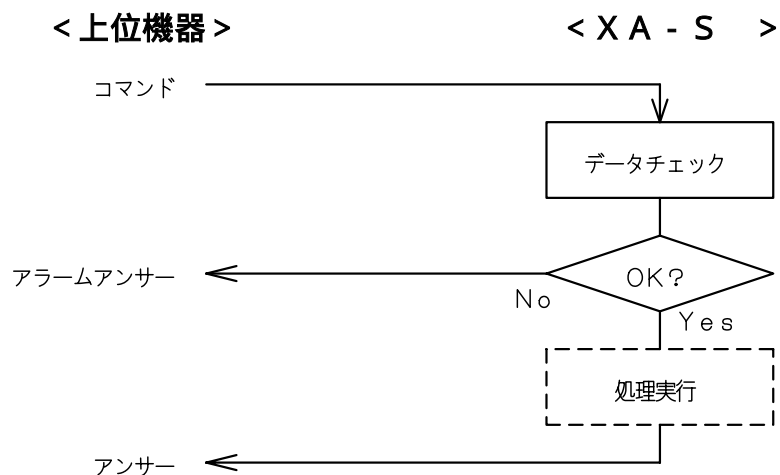 ＜上位機器＞
＜ＸＡ-Ｓ　＞
コマンド
データチェック
アラームアンサー
ＯＫ？
Ｎｏ
Ｙｅｓ
処理実行
アンサー